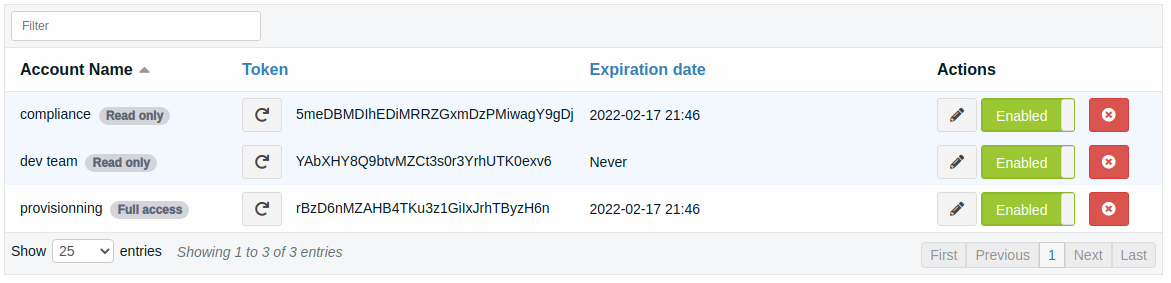 Filter
Account Name Token Expiration date Actions
compliance Read only 5meDBMDIhEDiMRRZGxmDzPMiwagY9gDj 2022-02-17 21:46 Enabled
dev team Read only YAbXHY8Q9btvMZCt3s0r3YrhUTK0exv6 Never Enabled
provisionning Full access rBzD6nMZAHB4TKu3z1GiIxJrhTByzH6n 2022-02-17 21:46 Enabled
Show 25 entries Showing 1 to 3 of 3 entries First Previous 1 Next Last